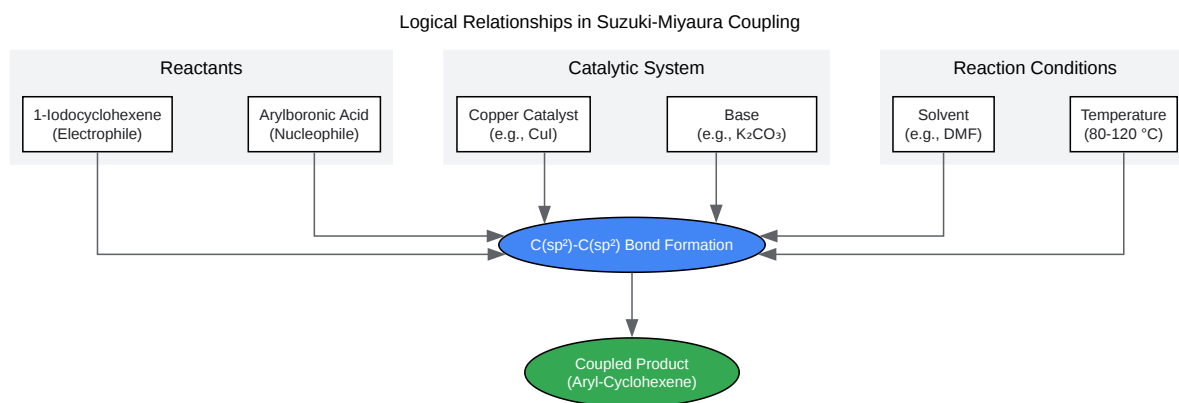 Logical Relationships in Suzuki-Miyaura Coupling
Reactants
Catalytic System
Reaction Conditions
1-Iodocyclohexene
(Electrophile)
Arylboronic Acid
(Nucleophile)
Copper Catalyst
(e.g., CuI)
Base
(e.g., K₂CO₃)
Solvent
(e.g., DMF)
Temperature
(80-120 °C)
C(sp²)-C(sp²) Bond Formation
Coupled Product
(Aryl-Cyclohexene)